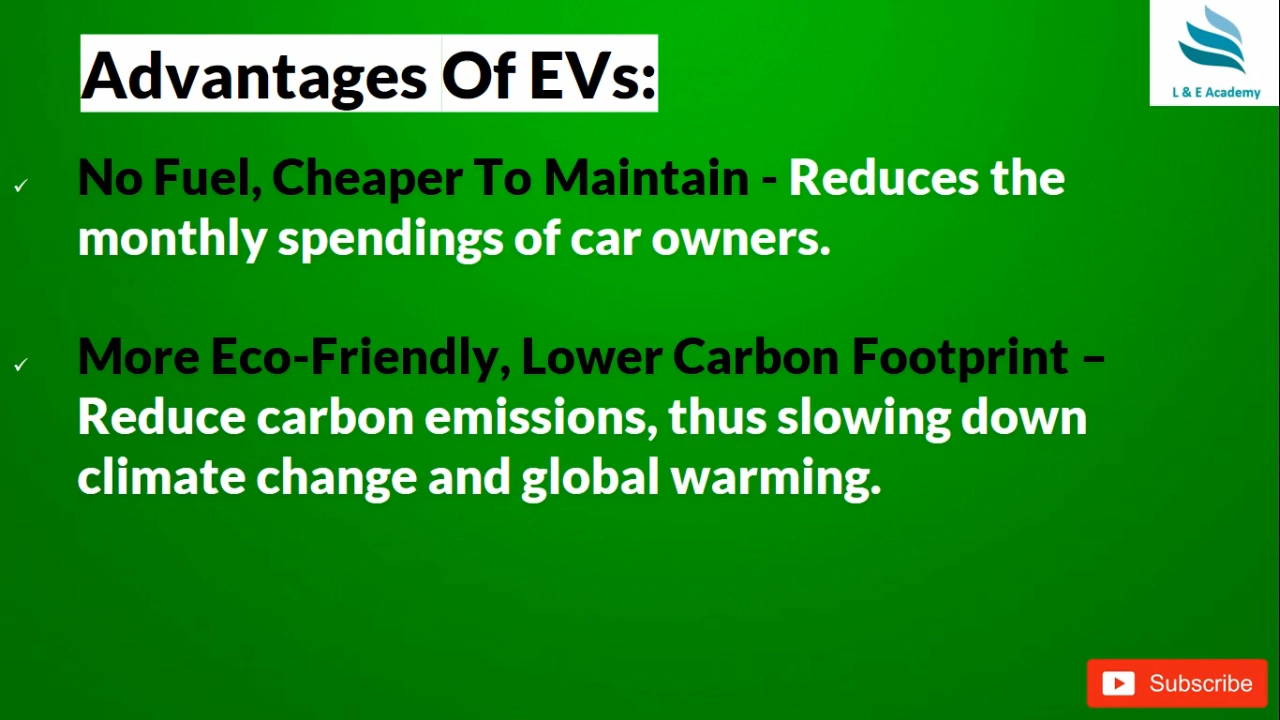 Advantages Of EVs:
L & E Academy
No Fuel, Cheaper To Maintain - Reduces the
monthly spendings of car owners.
More Eco-Friendly, Lower Carbon Footprint –
Reduce carbon emissions, thus slowing down
climate change and global warming.
Subscribe